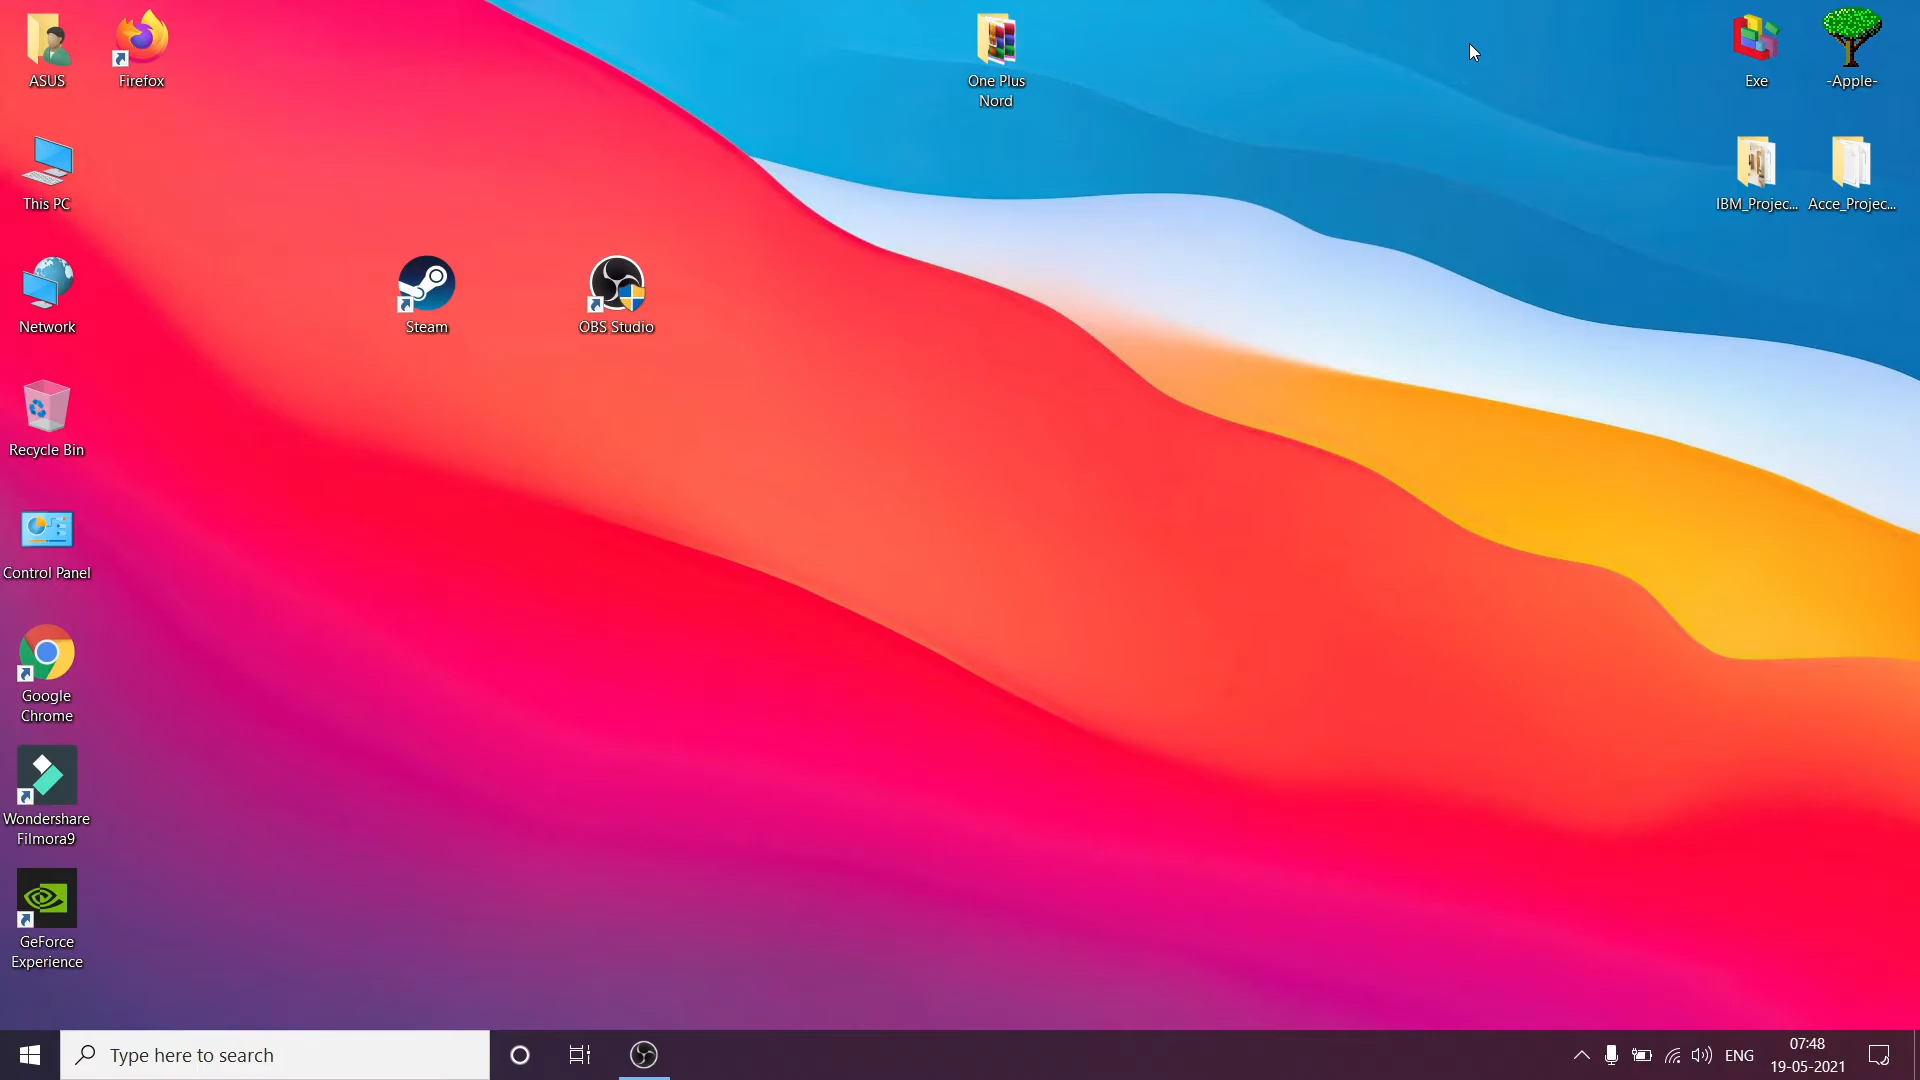 ASUS
Firefox
One Plus
Nord
Exe
-Apple-
This PC
IBM_Projec...
Acce_Projec...
Network
Steam
OBS Studio
Recycle Bin
Control Panel
Google
Chrome
Wondershare
Filmora9
GeForce
Experience
Type here to search
ENG
07:48
19-05-2021